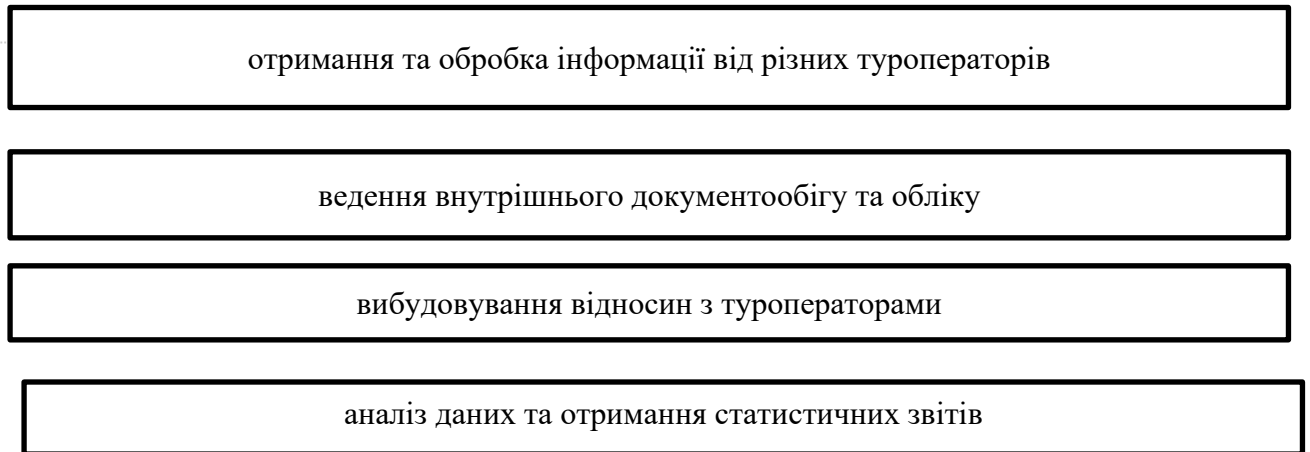 отримання та обробка інформації від різних туроператорів
ведення внутрішнього документообігу та обліку
вибудовування відносин з туроператорами
аналіз даних та отримання статистичних звітів